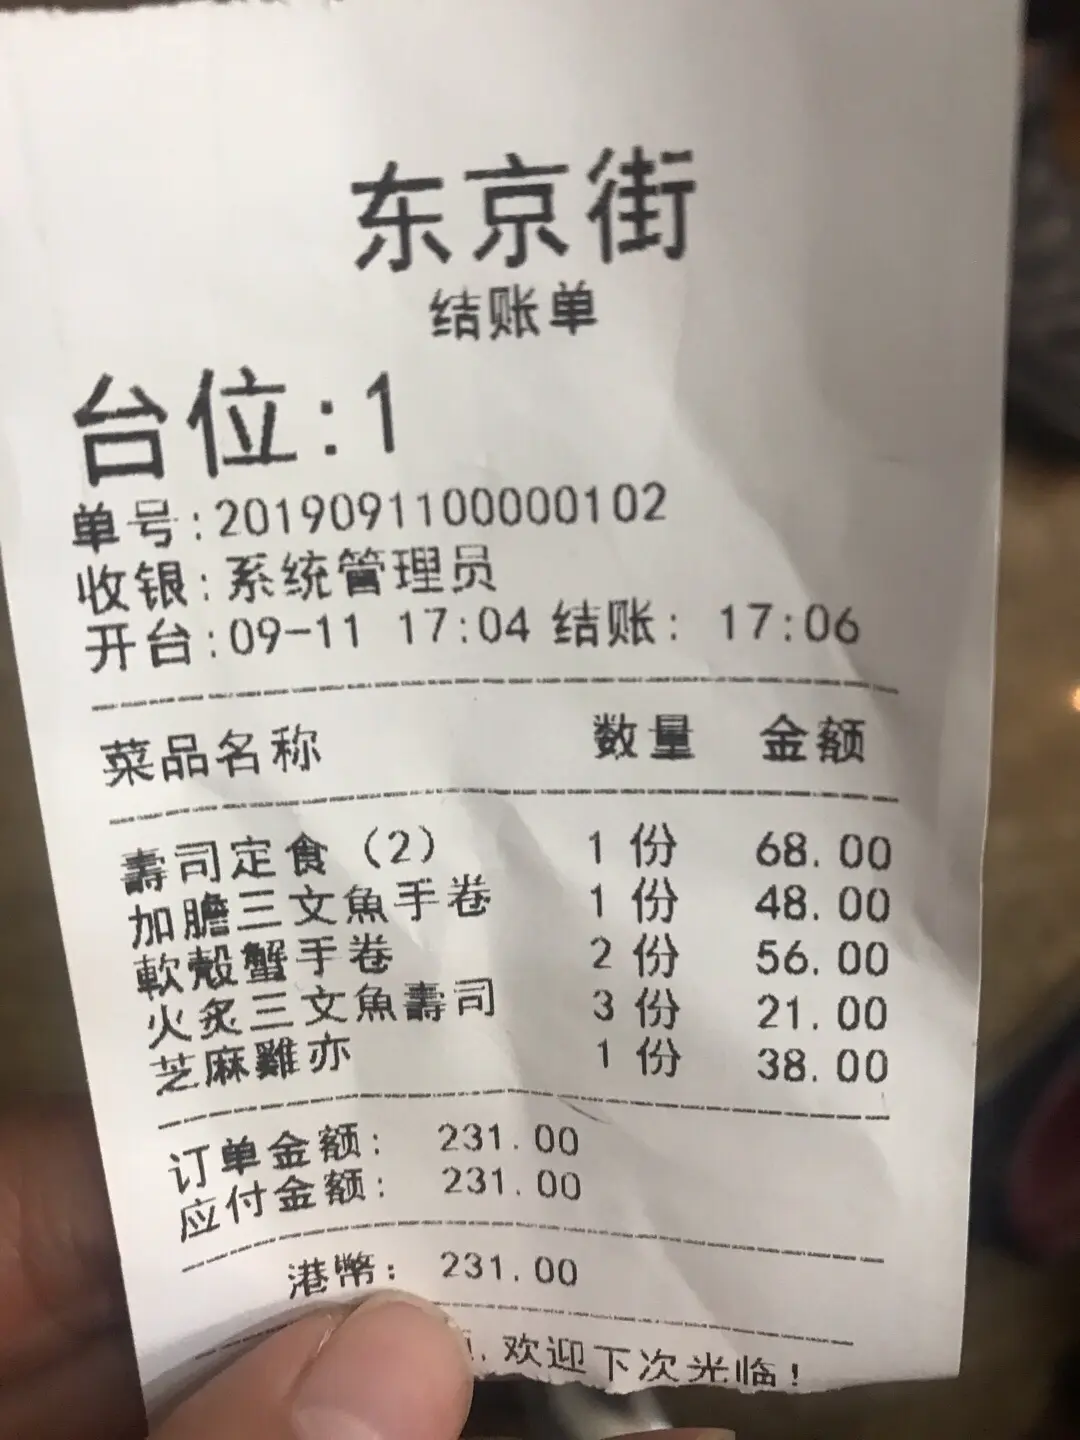 东京街
结账单
台位:1
单号:2019091100000102
收银:系统管理员
开台:09-11 17:04 结账: 17:06
菜品名称 数量 金额
壽司定食(2) 1 份 68.00
加膽三文魚手卷 1 份 48.00
軟殼蟹手卷 2 份 56.00
火炙三文魚壽司 3 份 21.00
芝麻雞亦 1 份 38.00
订单金额: 231.00
应付金额: 231.00
港幣: 231.00
,欢迎下次光临!